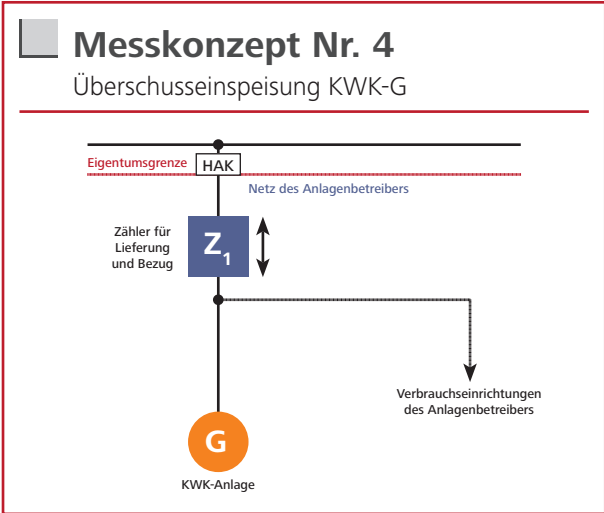 Messkonzept Nr. 4
Überschusseinspeisung KWK-G
Eigentumsgrenze
HAK
Netz des Anlagenbetreibers
Zähler für
Lieferung
und Bezug
Z1
Verbrauchseinrichtungen
des Anlagenbetreibers
G
KWK-Anlage